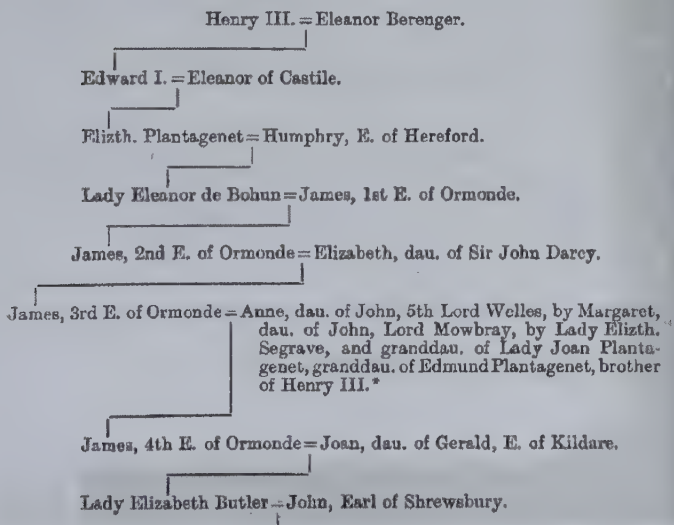 Henry III. = Eleanor Berenger.
Edward I. = Eleanor of Castile.
Elizth. Plantagenet = Humphry, E. of Hereford.
Lady Eleanor de Bohun = James, 1st E. of Ormonde.
James, 2nd E. of Ormonde = Elizabeth, dau. of Sir John Darcy.
James, 3rd E. of Ormonde = Anne, dau. of John, 5th Lord Welles, by Margaret,
dau. of John, Lord Mowbray, by Lady Elizth.
Segrave, and granddau. of Lady Joan Planta-
genet, granddau. of Edmund Plantagenet, brother
of Henry III.*
James, 4th E. of Ormonde = Joan, dau. of Gerald, E. of Kildare.
Lady Elizabeth Butler = John, Earl of Shrewsbury.